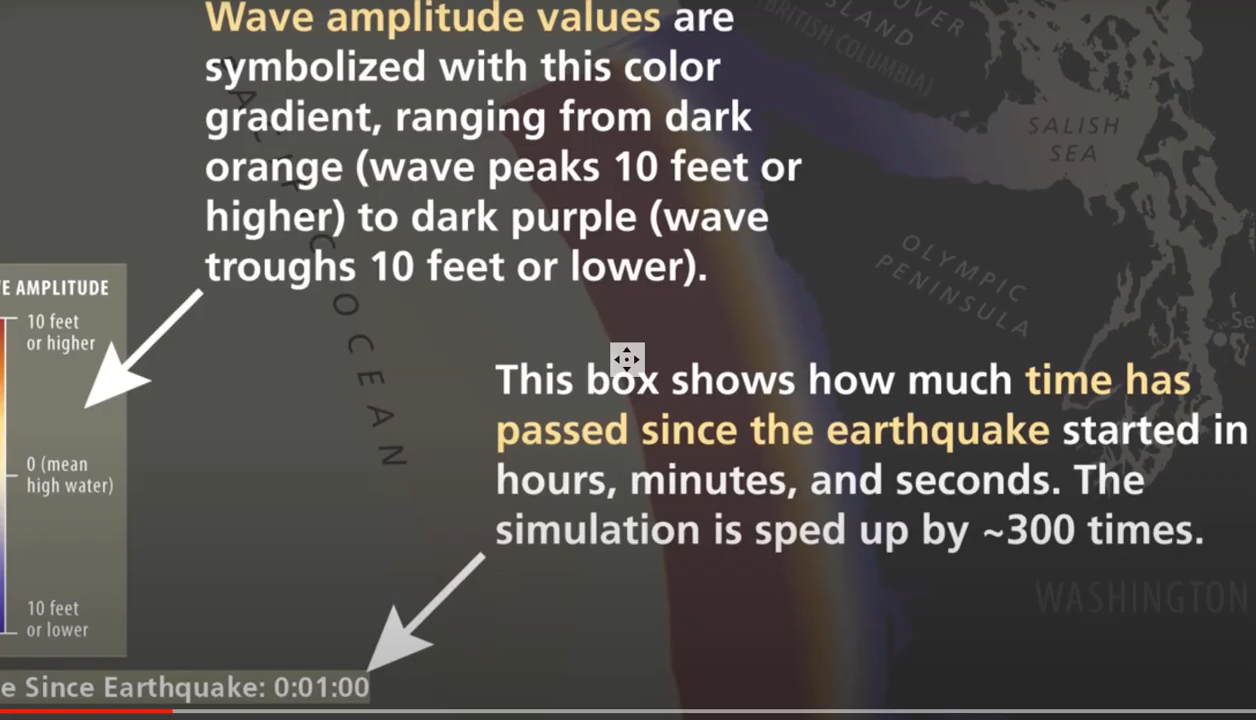 Wave amplitude values are
symbolized with this color
gradient, ranging from dark
orange (wave peaks 10 feet or
higher) to dark purple (wave
troughs 10 feet or lower).
(BRITISH COLUMBIA)
SALISH
SEA
OLYMPIC
PENINSULA
OCEAN
E AMPLITUDE
10 feet
or higher
0 (mean
high water)
10 feet
or lower
This box shows how much time has
passed since the earthquake started in
hours, minutes, and seconds. The
simulation is sped up by ~300 times.
WASHINGTON
e Since Earthquake: 0:01:00